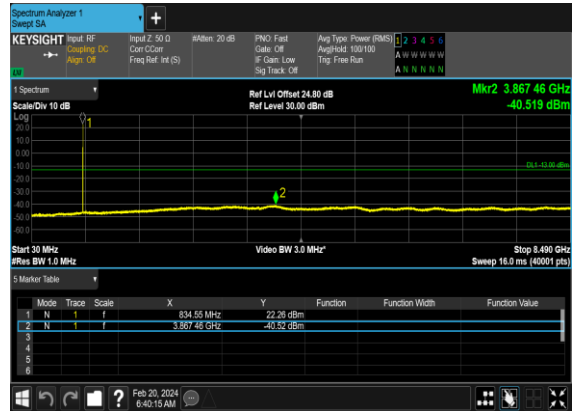 Spectrum Analyzer 1
Swept SA
+
KEYSIGHT Input: RF Input Z: 50 Ω #Atten: 20 dB PNO: Fast Avg Type: Power (RMS) 1 2 3 4 5 6
Coupling: DC Corr CCorr Gate: Off Avg|Hold: 100/100 A W W W W W
Align: Off Freq Ref: Int (S) IF Gain: Low Trig: Free Run
Sig Track: Off A N N N N N
1 Spectrum Ref Lvl Offset 24.80 dB Mkr2 3.867 46 GHz
Scale/Div 10 dB Ref Level 30.00 dBm -40.519 dBm
Log
20.0
10.0
0.00
-10.0
-20.0
-30.0
-40.0
-50.0
-60.0
1
2
DL1 -13.00 dBm
Start 30 MHz Video BW 3.0 MHz* Stop 8.490 GHz
#Res BW 1.0 MHz Sweep 16.0 ms (40001 pts)
5 Marker Table
Mode Trace Scale X Y Function Function Width Function Value
1 N 1 f 834.55 MHz 22.26 dBm
2 N 1 f 3.867 46 GHz -40.52 dBm
3
4
5
6
? Feb 20, 2024
6:40:15 AM